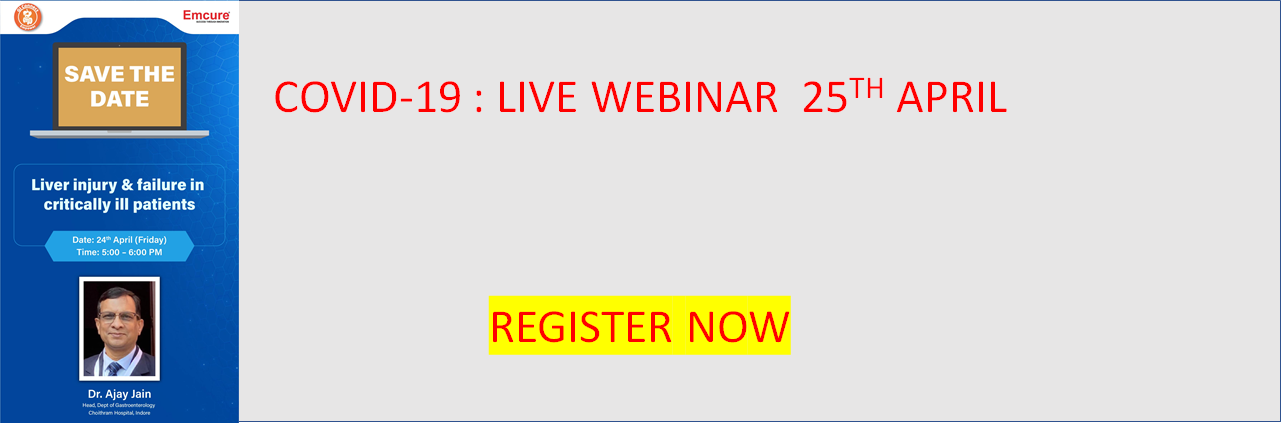 Emcure
SAVE THE
DATE
Liver injury & failure in
critically ill patients
Date: 24th April (Friday)
Time: 5:00 – 6:00 PM
Dr. Ajay Jain
Head, Dept of Gastroenterology
Choithram Hospital, Indore
COVID-19 : LIVE WEBINAR 25TH APRIL
REGISTER NOW